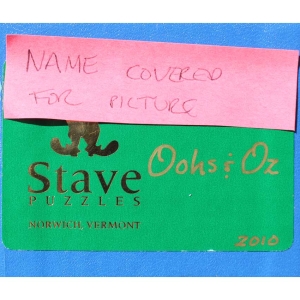 NAME COVERED
FOR PICTURE
Stave
PUZZLES
NORWICH, VERMONT
Oohs & Oz
2010